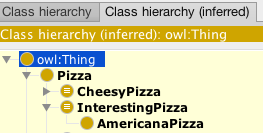 Class hierarchy Class hierarchy (inferred)
Class hierarchy (inferred): owl:Thing
owl:Thing
Pizza
CheesyPizza
InterestingPizza
AmericanaPizza